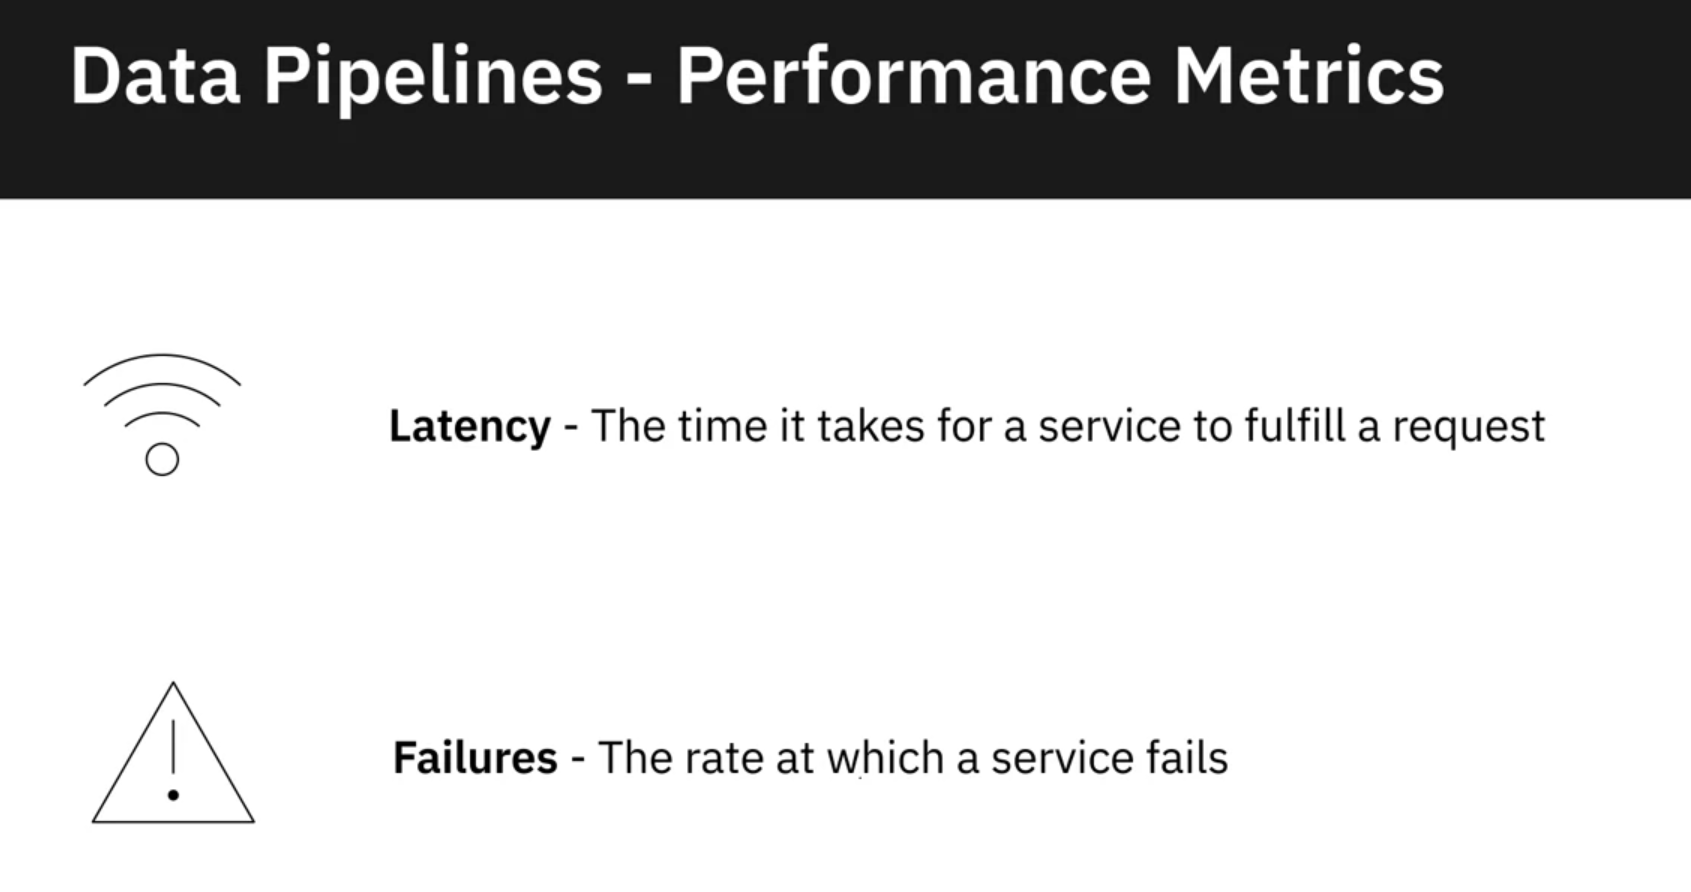 Data Pipelines - Performance Metrics
Latency - The time it takes for a service to fulfill a request
Failures - The rate at which a service fails